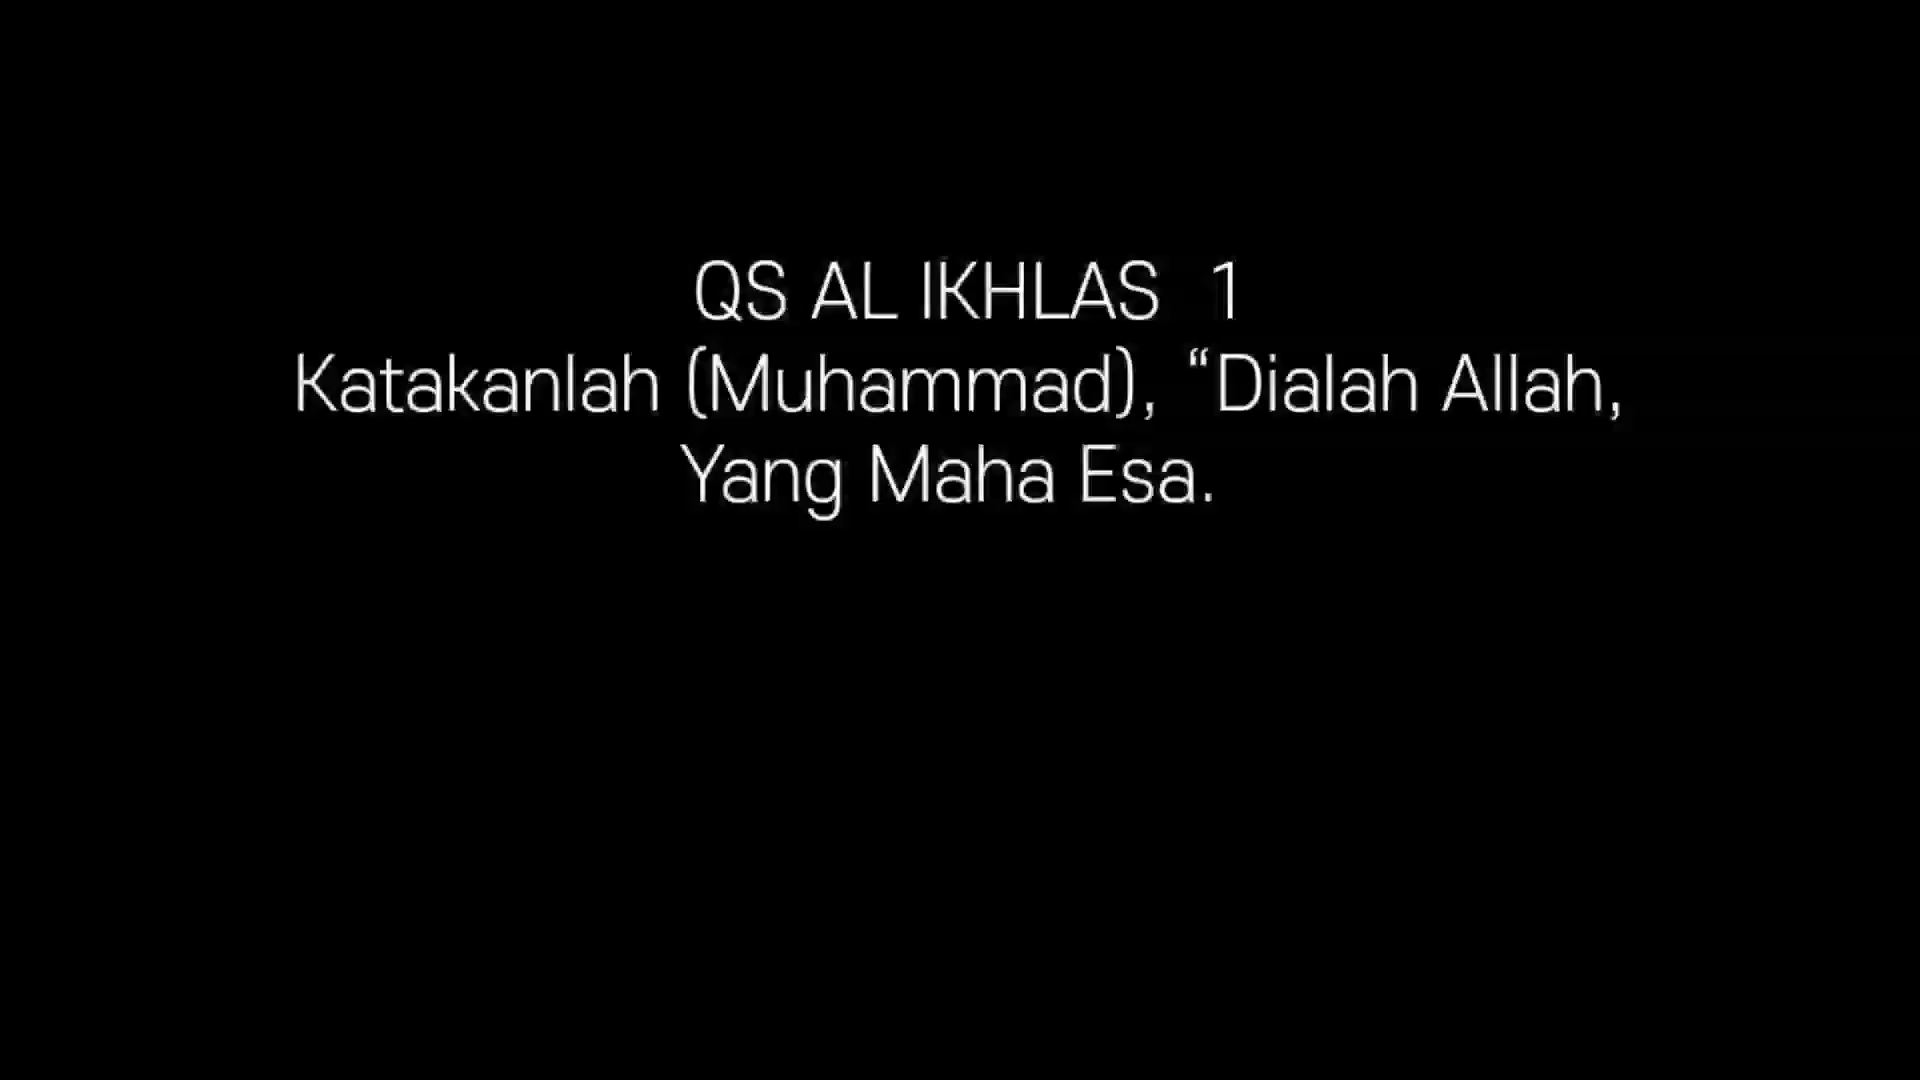 QS AL IKHLAS  1
Katakanlah (Muhammad), “Dialah Allah,
Yang Maha Esa.